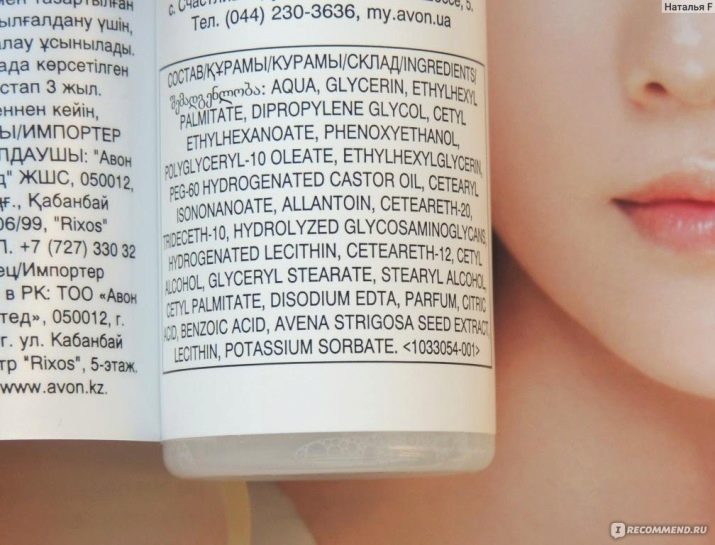 мен тазартылған
ылғалдану үшін,
алау ұсынылады.
ада көрсетілген
стап 3 жыл.
еннен кейін,
Ы/ИМПОРТЕР
ПДАУШЫ: "Авон
д" ЖШС, 050012,
ғ., Қабанбай
06/99, "Rixos"
Л. +7 (727) 330 32
ец/Импортер
в РК: ТОО «Авон
тед», 050012, г.
г. ул. Кабанбай
тр "Rixos", 5-этаж.
www.avon.kz.
Тел. (044) 230-3636, my.avon.ua
СОСТАВ/ҚҰРАМЫ/КУРАМЫ/СКЛАД/INGREDIENTS/
შემადგენლობა: AQUA, GLYCERIN, ETHYLHEXYL
PALMITATE, DIPROPYLENE GLYCOL, CETYL
ETHYLHEXANOATE, PHENOXYETHANOL,
POLYGLYCERYL-10 OLEATE, ETHYLHEXYLGLYCERIN,
PEG-60 HYDROGENATED CASTOR OIL, CETEARYL
ISONONANOATE, ALLANTOIN, CETEARETH-20,
TRIDECETH-10, HYDROLYZED GLYCOSAMINOGLYCANS,
HYDROGENATED LECITHIN, CETEARETH-12, CETYL
ALCOHOL, GLYCERYL STEARATE, STEARYL ALCOHOL,
CETYL PALMITATE, DISODIUM EDTA, PARFUM, CITRIC
ACID, BENZOIC ACID, AVENA STRIGOSA SEED EXTRACT,
LECITHIN, POTASSIUM SORBATE. <1033054-001>
Наталья F
I RECOMMEND.RU